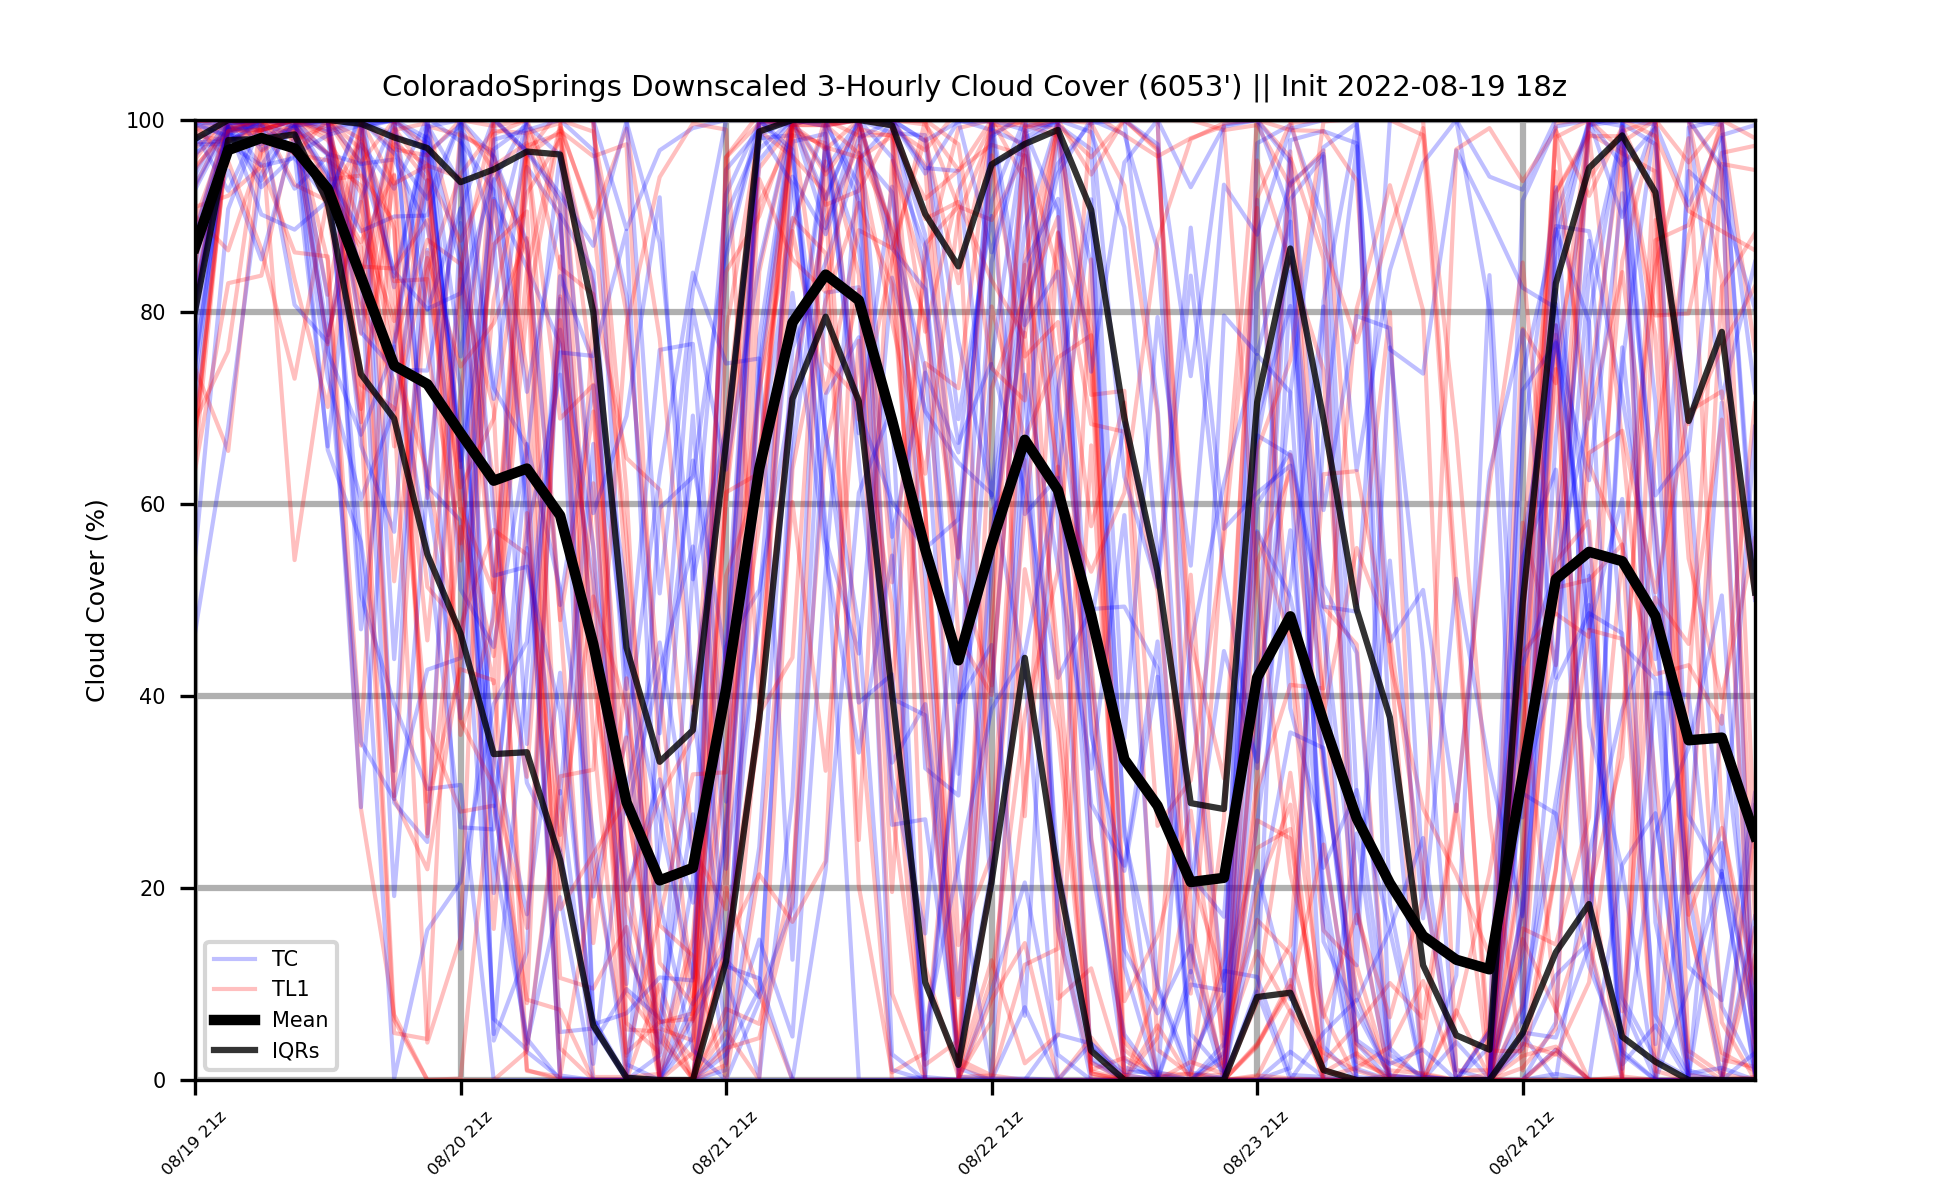 ColoradoSprings Downscaled 3-Hourly Cloud Cover (6053') || Init 2022-08-19 18z
Cloud Cover (%)
100
80
60
40
20
0
TC
TL1
Mean
IQRs
08/19 21z
08/20 21z
08/21 21z
08/22 21z
08/23 21z
08/24 21z